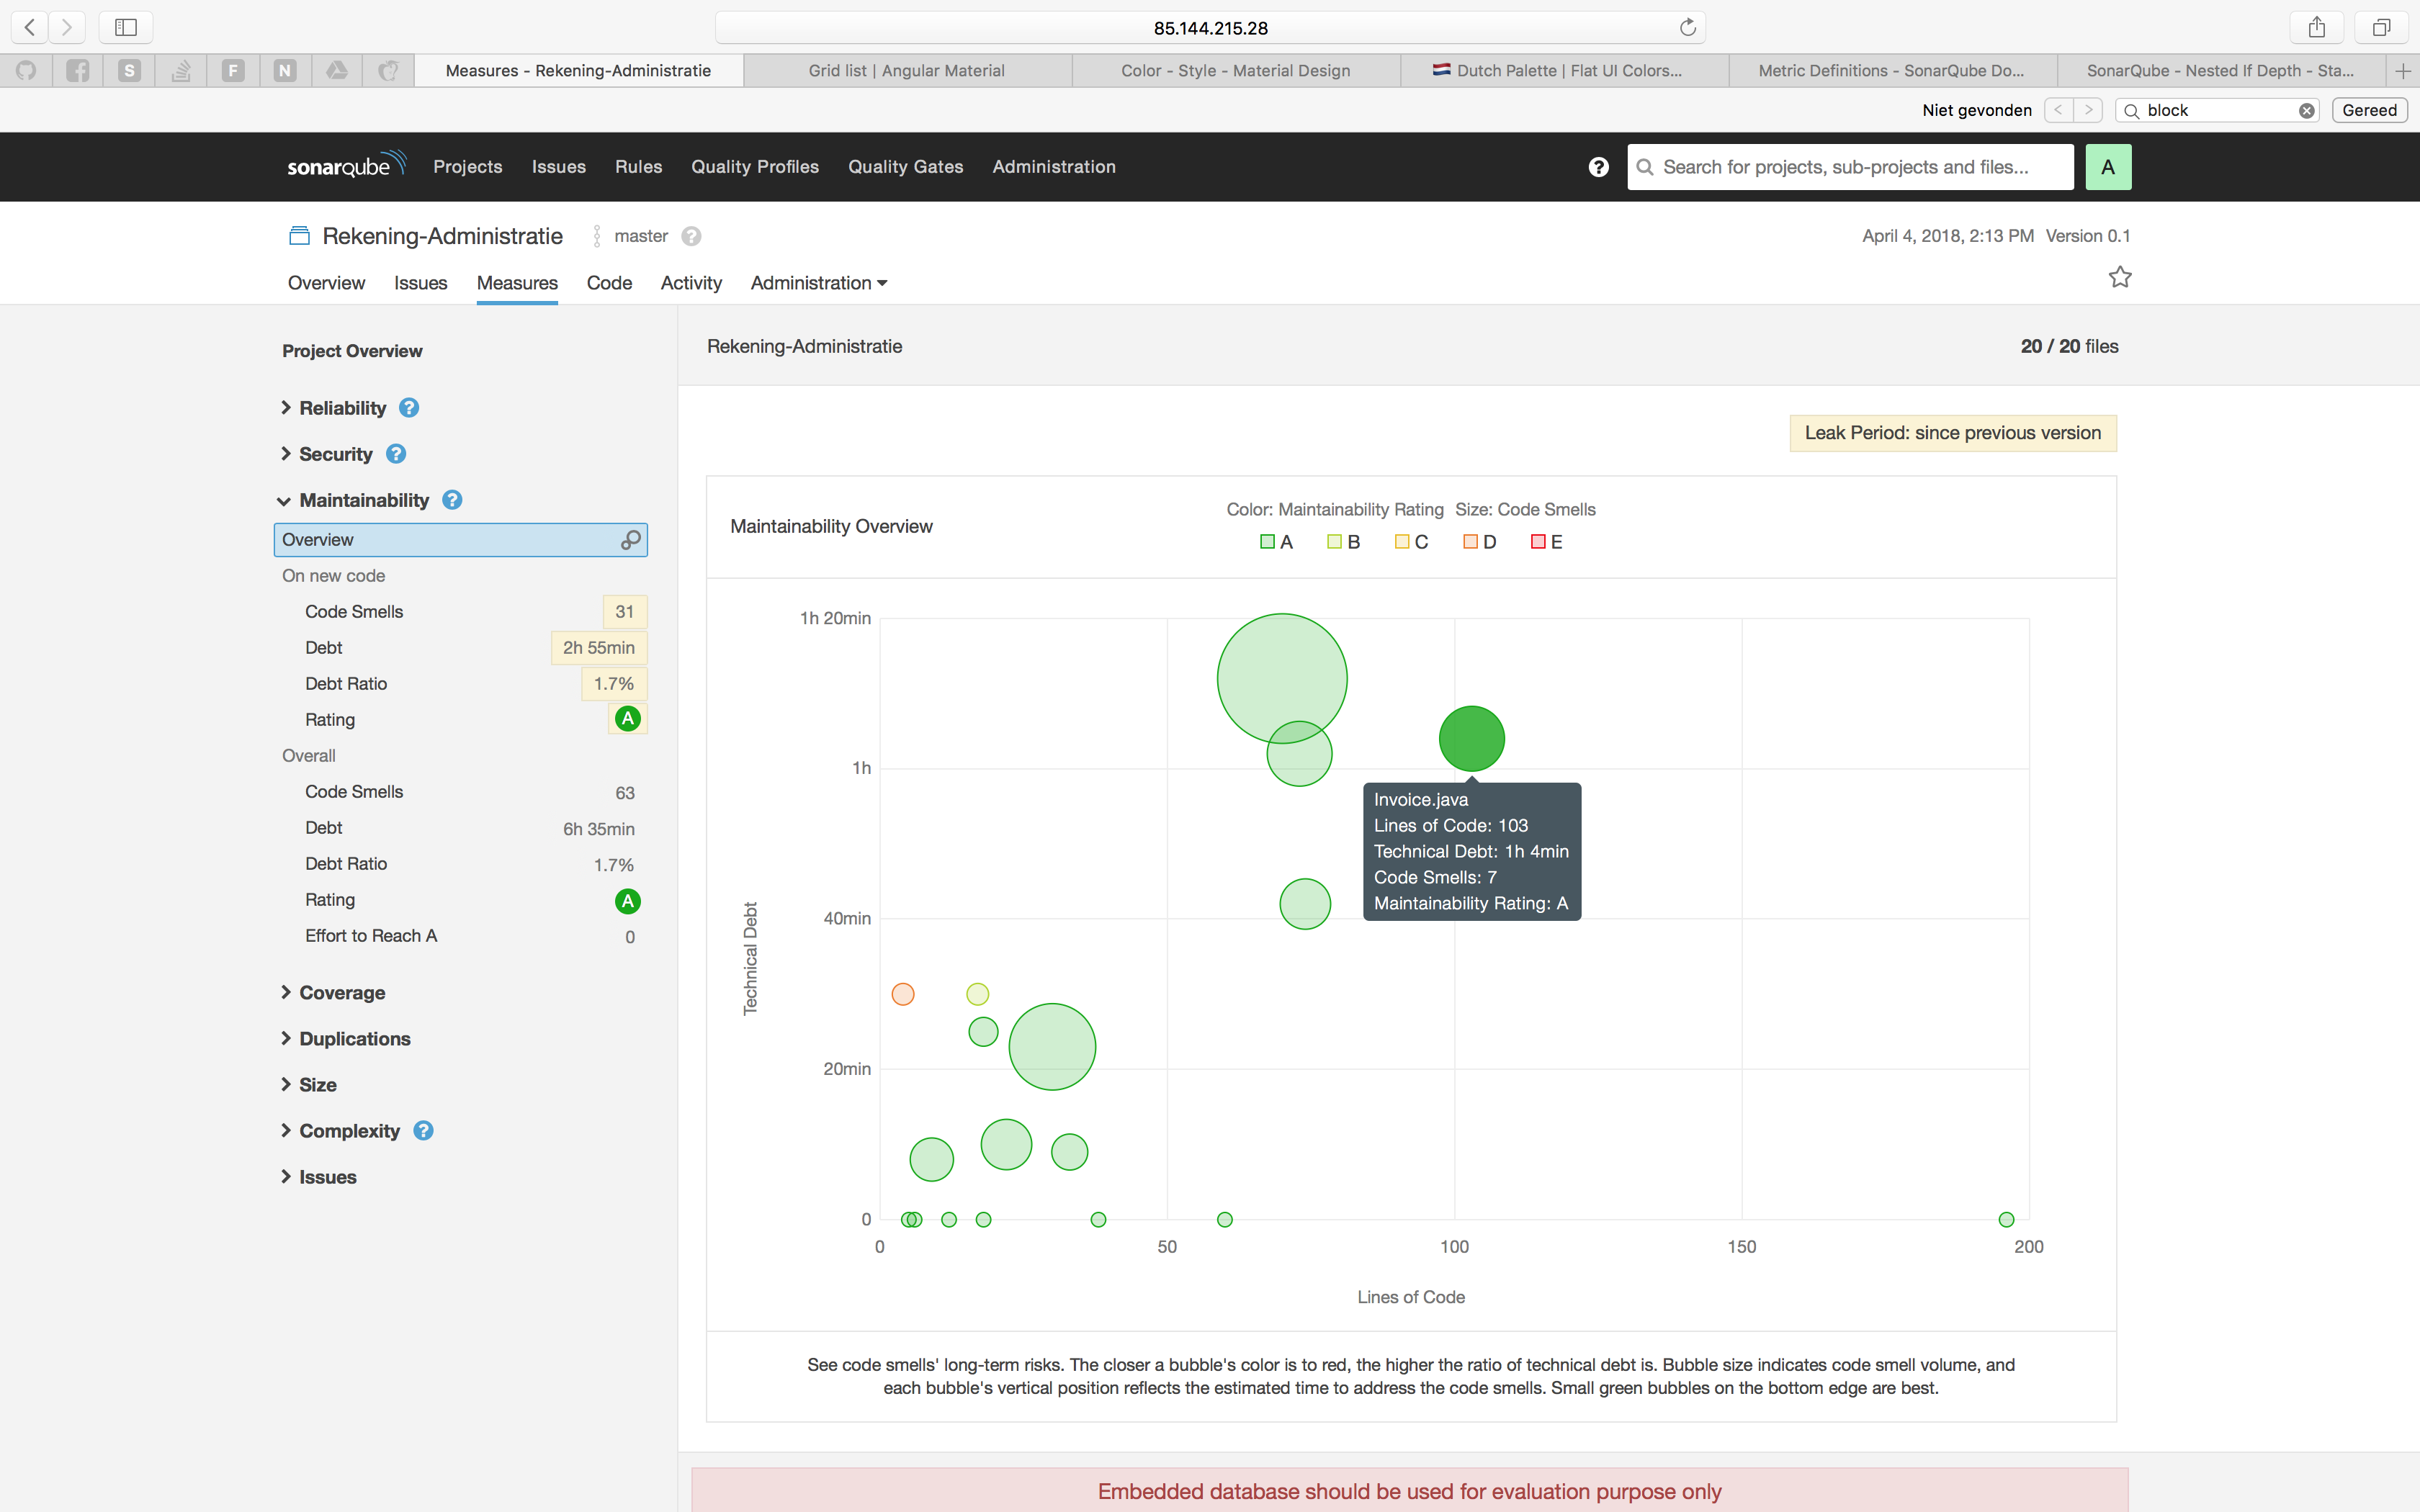 85.144.215.28
S F N Measures - Rekening-Administratie Grid list | Angular Material Color - Style - Material Design Dutch Palette | Flat UI Colors... Metric Definitions - SonarQube Do... SonarQube - Nested If Depth - Sta...
Niet gevonden block Gereed
sonarqube Projects Issues Rules Quality Profiles Quality Gates Administration ? Search for projects, sub-projects and files... A
Rekening-Administratie master ? April 4, 2018, 2:13 PM Version 0.1
Overview Issues Measures Code Activity Administration
Project Overview
Reliability ?
Security ?
Maintainability ?
Overview
On new code
Code Smells 31
Debt 2h 55min
Debt Ratio 1.7%
Rating A
Overall
Code Smells 63
Debt 6h 35min
Debt Ratio 1.7%
Rating A
Effort to Reach A 0
Coverage
Duplications
Size
Complexity ?
Issues
Rekening-Administratie 20 / 20 files
Leak Period: since previous version
Maintainability Overview
Color: Maintainability Rating Size: Code Smells
A B C D E
1h 20min
1h
40min
20min
0
Technical Debt
Invoice.java
Lines of Code: 103
Technical Debt: 1h 4min
Code Smells: 7
Maintainability Rating: A
0 50 100 150 200
Lines of Code
See code smells' long-term risks. The closer a bubble's color is to red, the higher the ratio of technical debt is. Bubble size indicates code smell volume, and
each bubble's vertical position reflects the estimated time to address the code smells. Small green bubbles on the bottom edge are best.
Embedded database should be used for evaluation purpose only